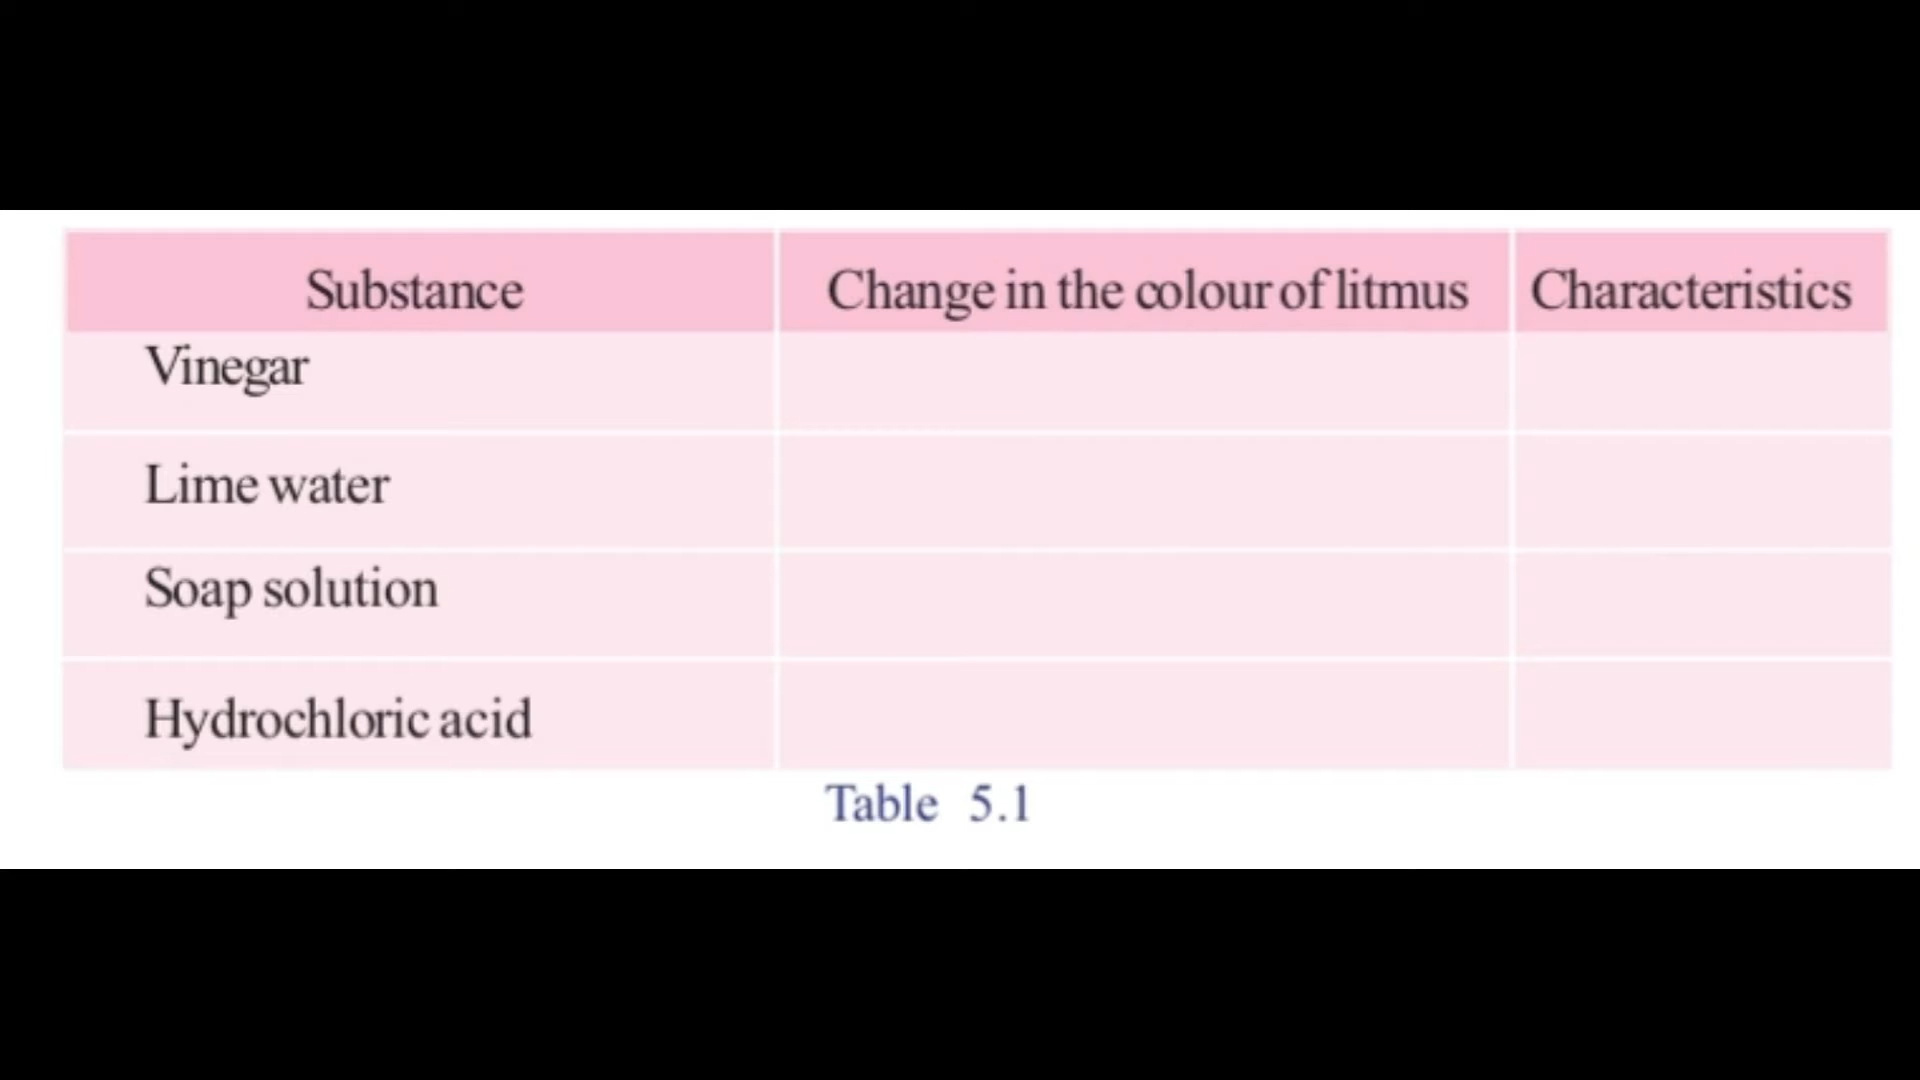 Substance Change in the colour of litmus Characteristics
Vinegar
Lime water
Soap solution
Hydrochloric acid
Table 5.1